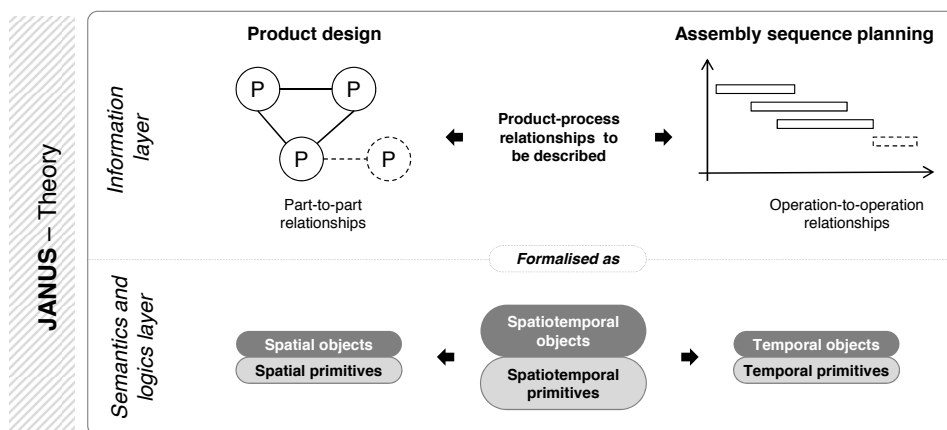 JANUS – Theory
Information
layer
Product design
P
P
P
P
Part-to-part
relationships
Product-process
relationships to
be described
Assembly sequence planning
Operation-to-operation
relationships
Formalised as
Semantics and
logics layer
Spatial objects
Spatial primitives
Spatiotemporal
objects
Spatiotemporal
primitives
Temporal objects
Temporal primitives